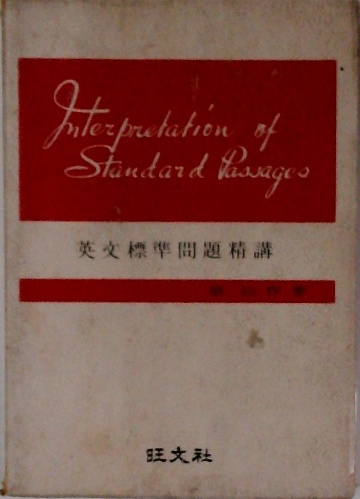 Interpretation of
Standard Passages
英文標準問題精講
旺文社